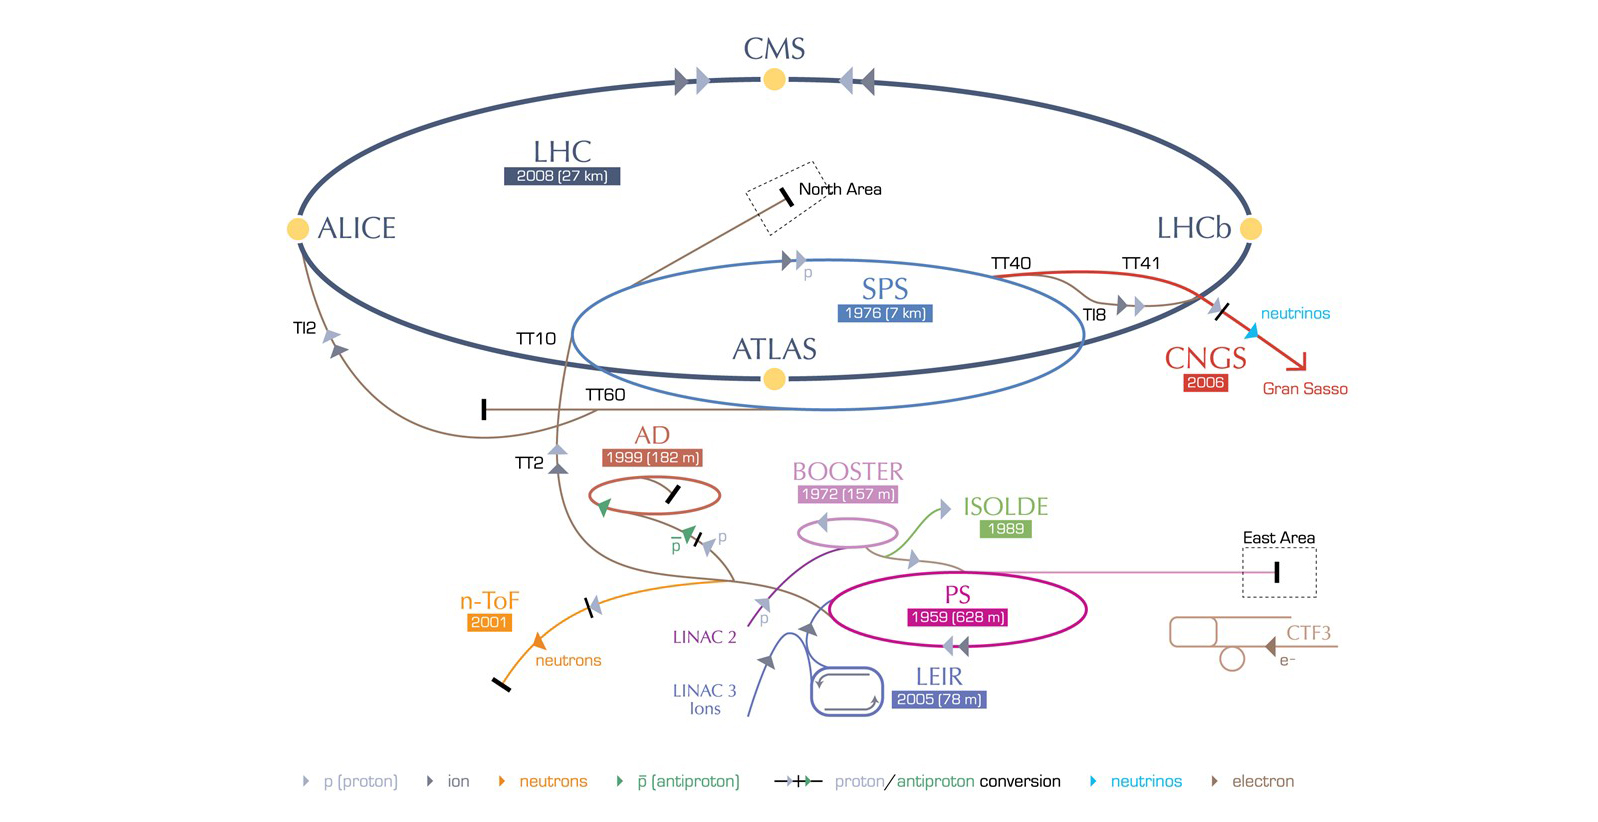 CMS
LHC
2008 (27 km)
North Area
ALICE
LHCb
TT40
TT41
p
SPS
1976 (7 km)
TI8
neutrinos
TI2
TT10
ATLAS
CNGS
2006
Gran Sasso
TT60
AD
1999 (182 m)
TT2
BOOSTER
1972 (157 m)
ISOLDE
1989
p̄
p
East Area
n-ToF
2001
neutrons
PS
1959 (628 m)
p
LINAC 2
CTF3
e-
LINAC 3
Ions
LEIR
2005 (78 m)
p (proton)
ion
neutrons
p̄ (antiproton)
proton/antiproton conversion
neutrinos
electron